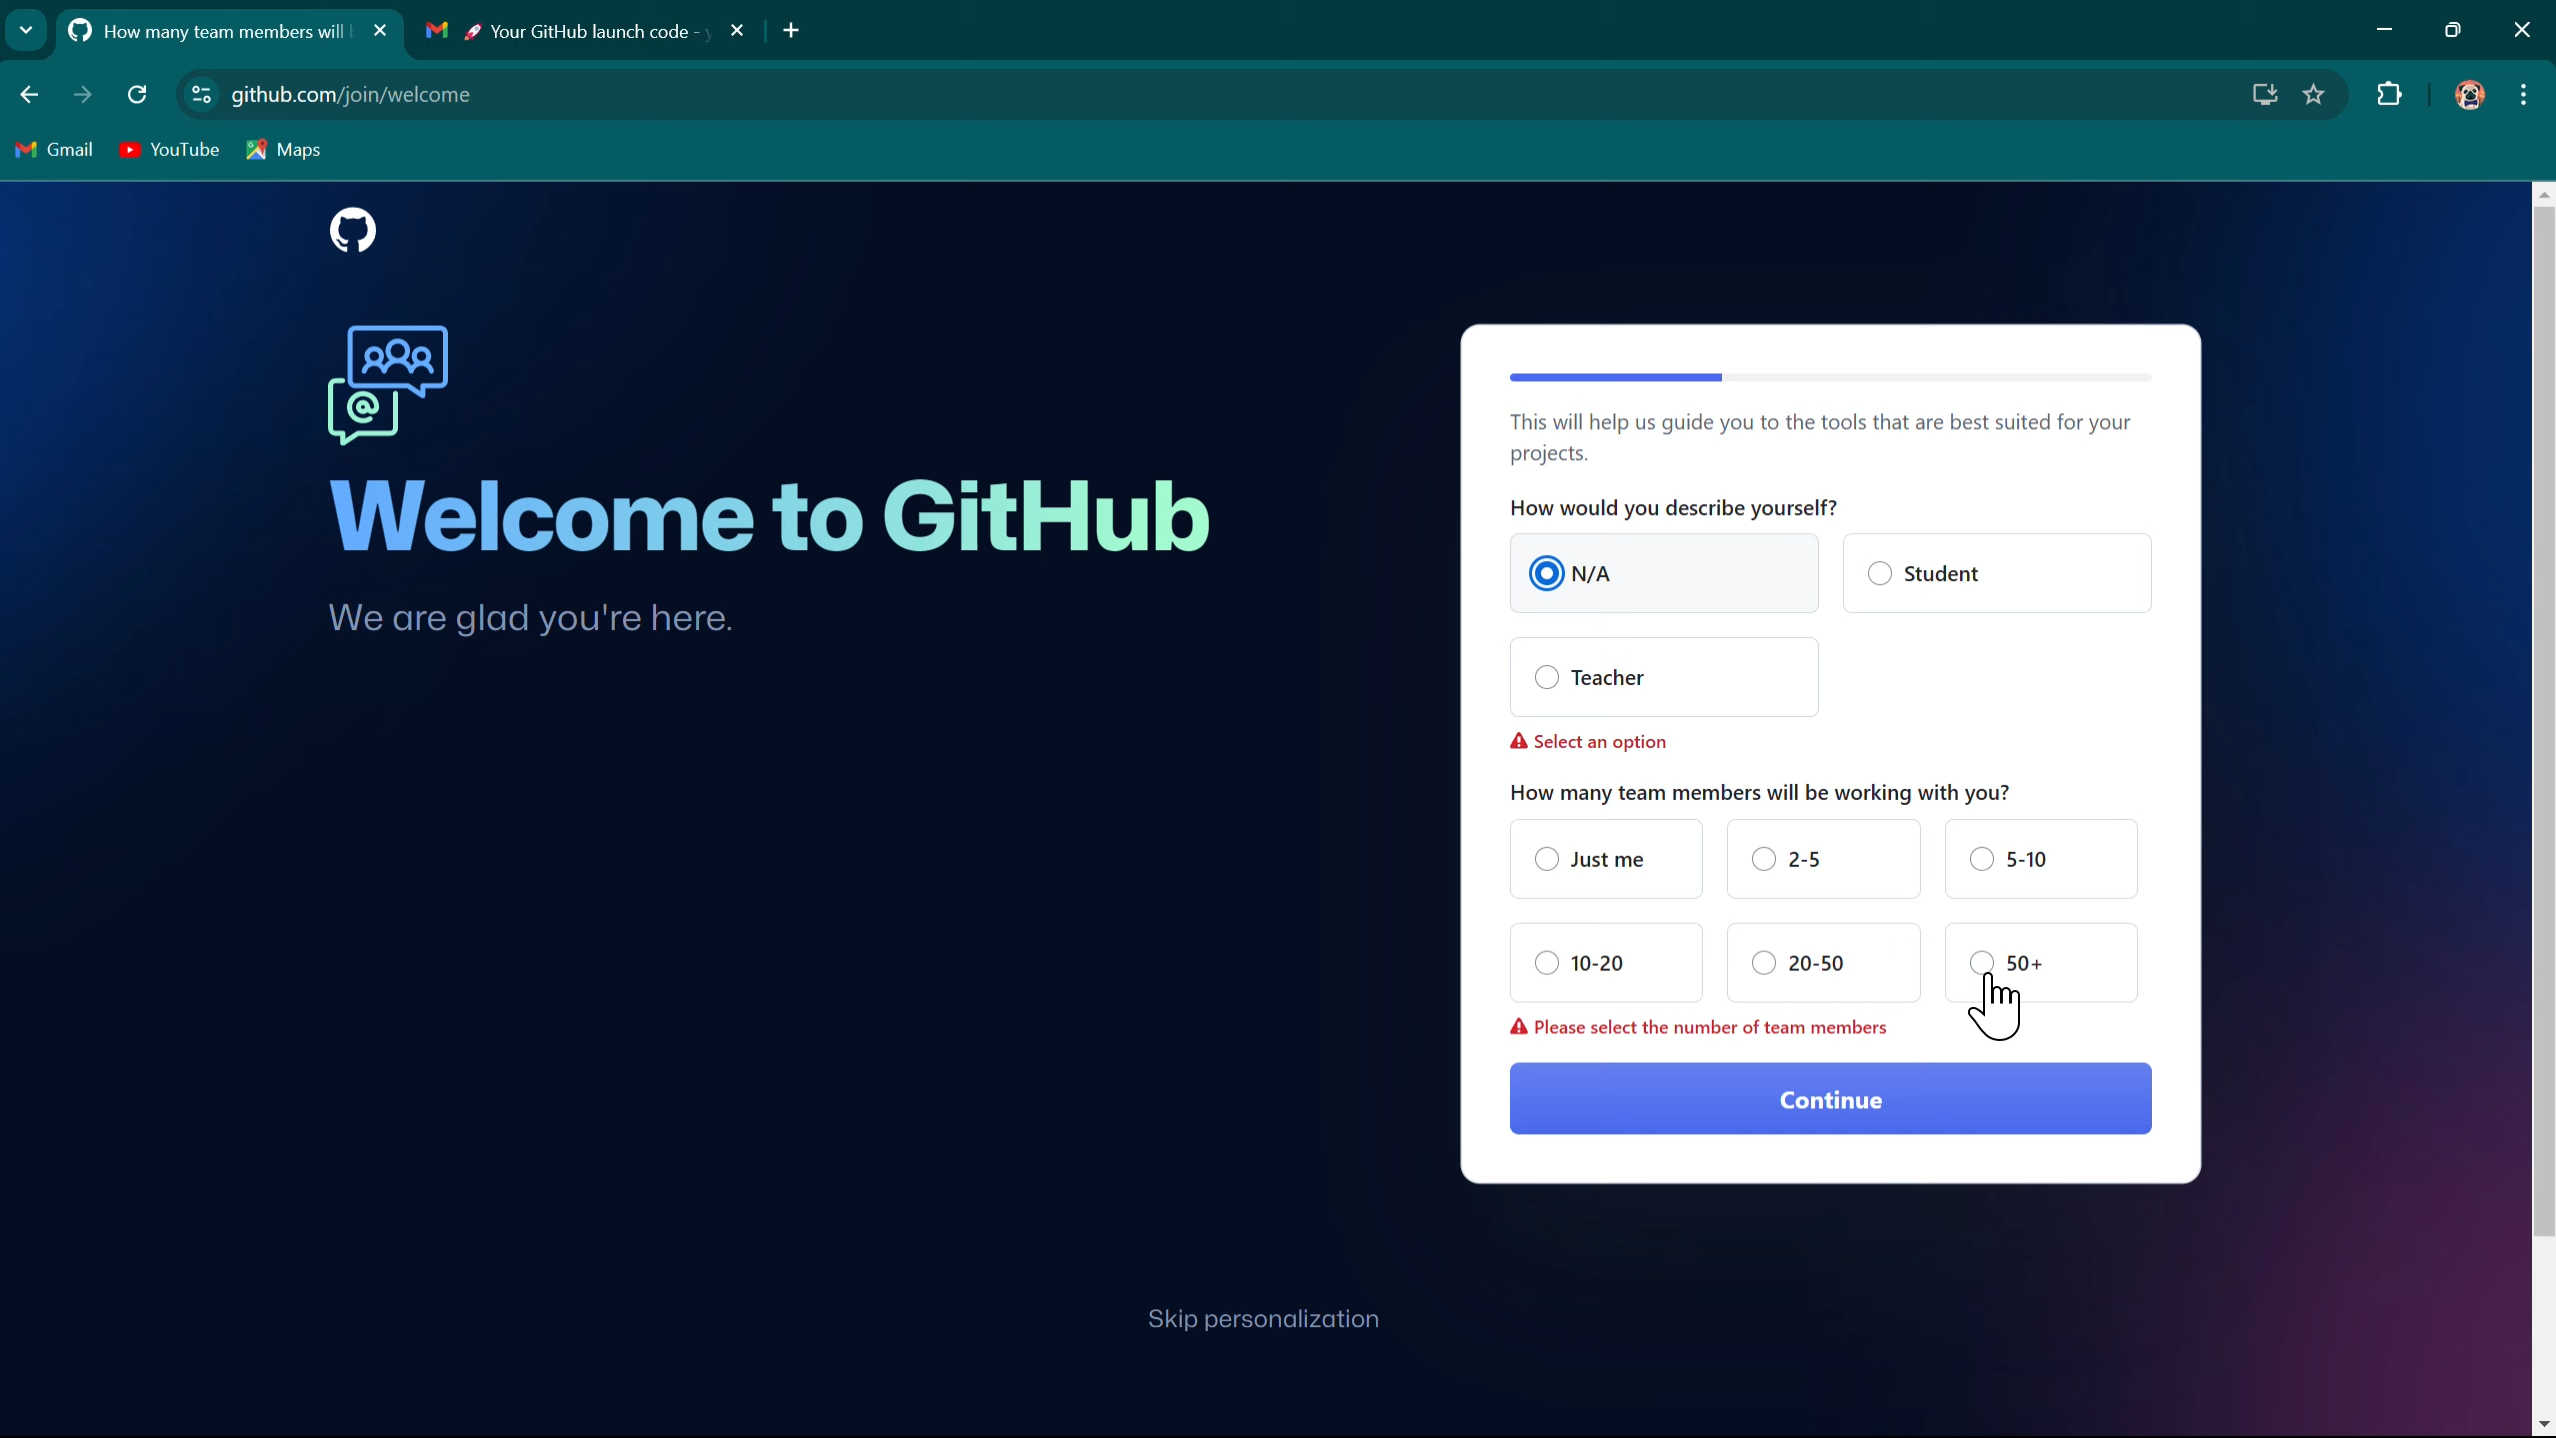 How many team members will
🚀 Your GitHub launch code -
github.com/join/welcome
Gmail
YouTube
Maps
Welcome to GitHub
We are glad you're here.
This will help us guide you to the tools that are best suited for your
projects.
How would you describe yourself?
N/A
Student
Teacher
Select an option
How many team members will be working with you?
Just me
2-5
5-10
10-20
20-50
50+
Please select the number of team members
Continue
Skip personalization